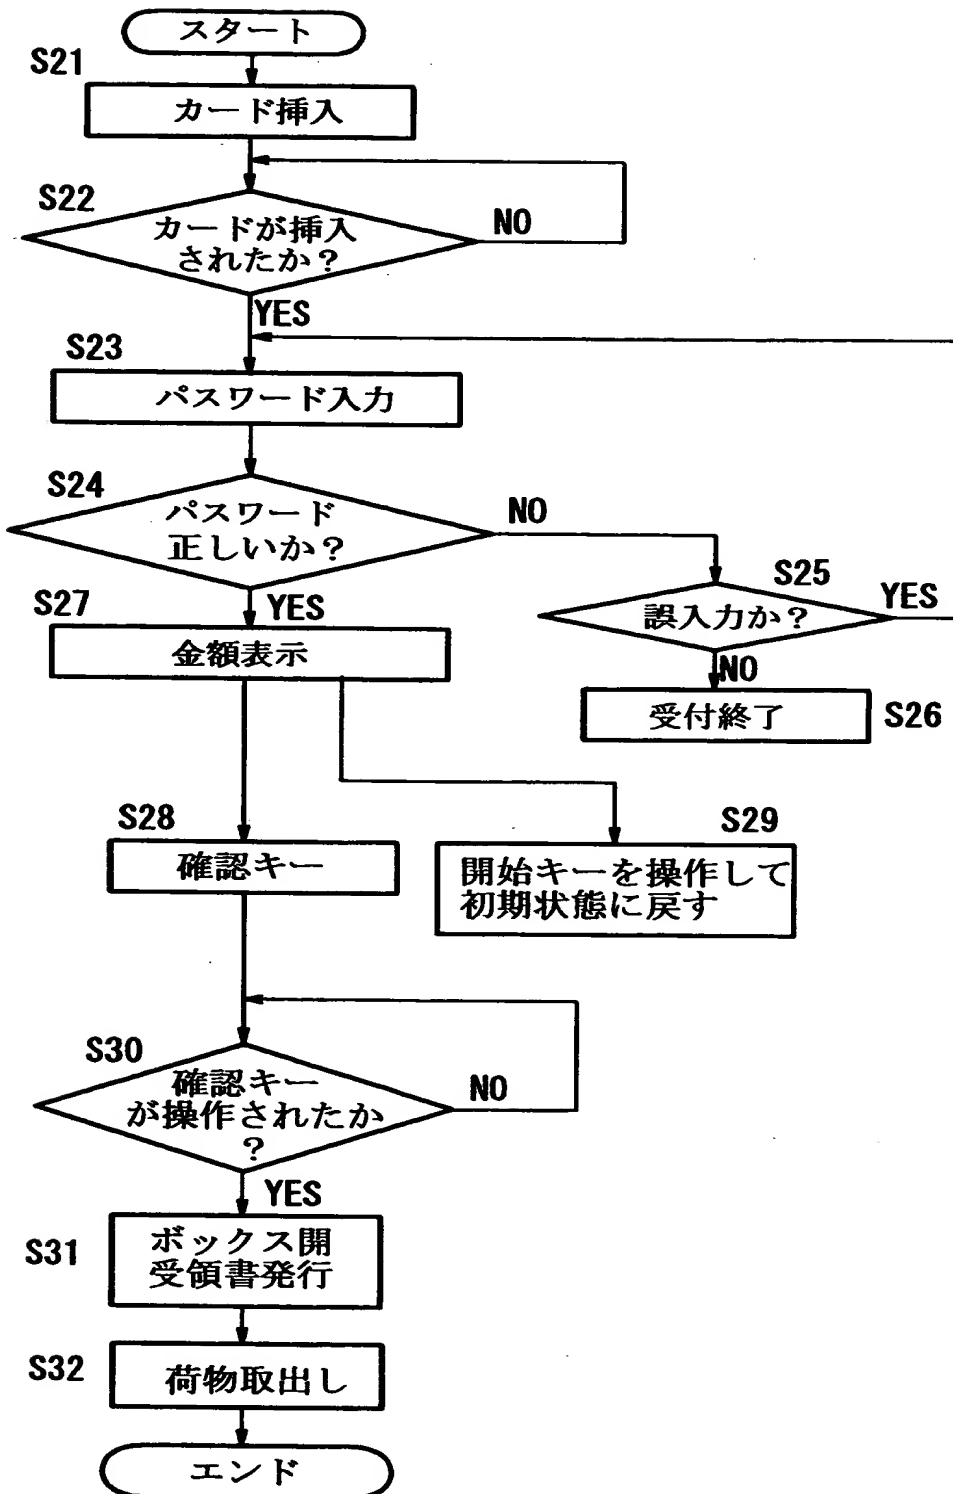 スタート
S21
カード挿入
S22
カードが挿入
されたか？
NO
YES
S23
パスワード入力
S24
パスワード
正しいか？
NO
S25
誤入力か？
YES
NO
受付終了
S26
YES
S27
金額表示
S28
確認キー
S29
開始キーを操作して
初期状態に戻す
S30
確認キー
が操作されたか
？
NO
YES
S31
ボックス開
受領書発行
S32
荷物取出し
エンド